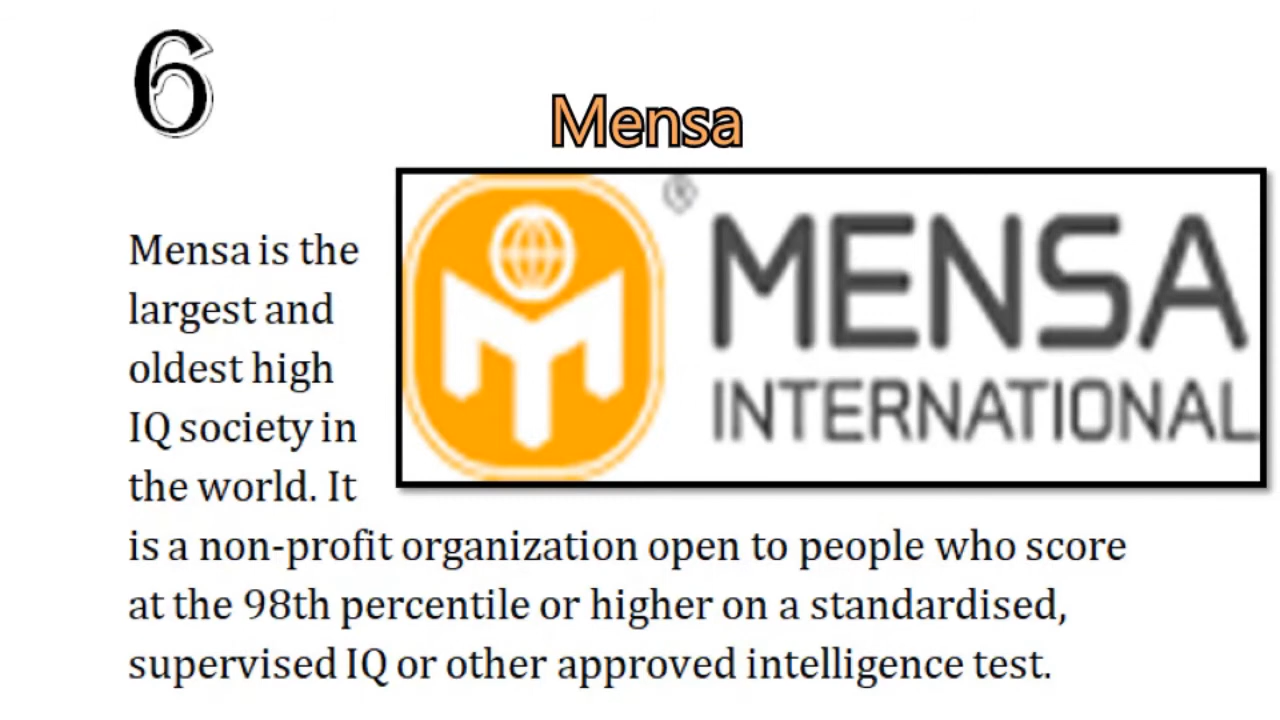 6
Mensa
®
MENSA
INTERNATIONAL
Mensa is the
largest and
oldest high
IQ society in
the world. It
is a non-profit organization open to people who score
at the 98th percentile or higher on a standardised,
supervised IQ or other approved intelligence test.